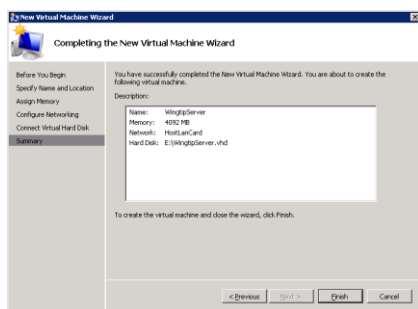 New Virtual Machine Wizard
Completing the New Virtual Machine Wizard
Before You Begin
Specify Name and Location
Assign Memory
Configure Networking
Connect Virtual Hard Disk
Summary
You have successfully completed the New Virtual Machine Wizard. You are about to create the
following virtual machine.
Description:
Name: WingtipServer
Memory: 4092 MB
Network: HostLanCard
Hard Disk: E:\WingtipServer.vhd
To create the virtual machine and close the wizard, click Finish.
< Previous
Next >
Finish
Cancel